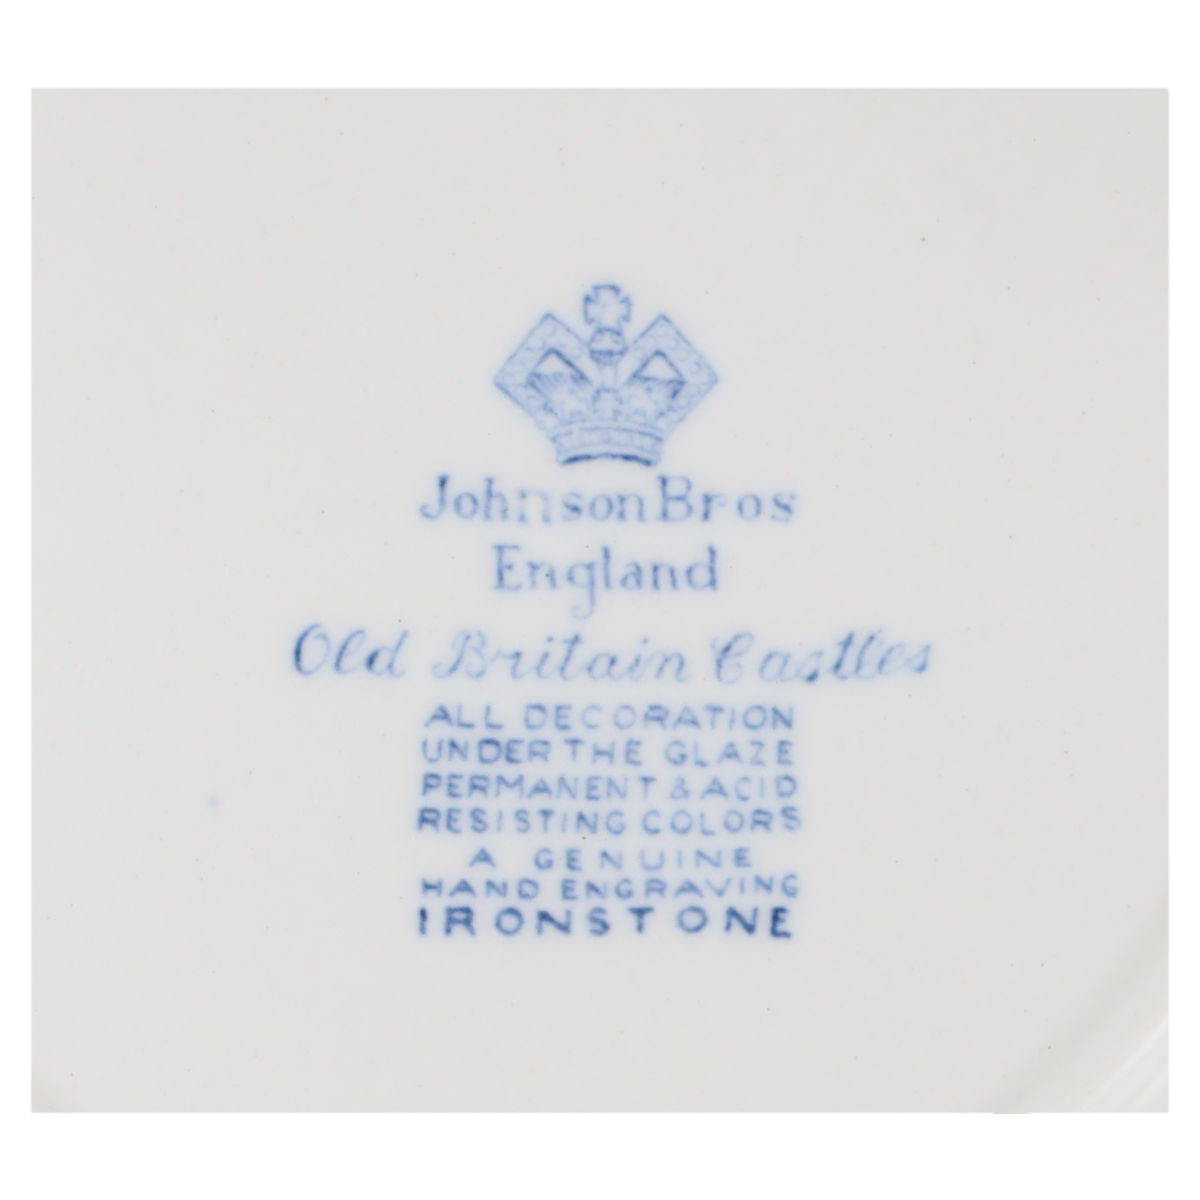 Johnson Bros
England
Old Britain Castles
ALL DECORATION
UNDER THE GLAZE
PERMANENT & ACID
RESISTING COLORS
A GENUINE
HAND ENGRAVING
IRONSTONE